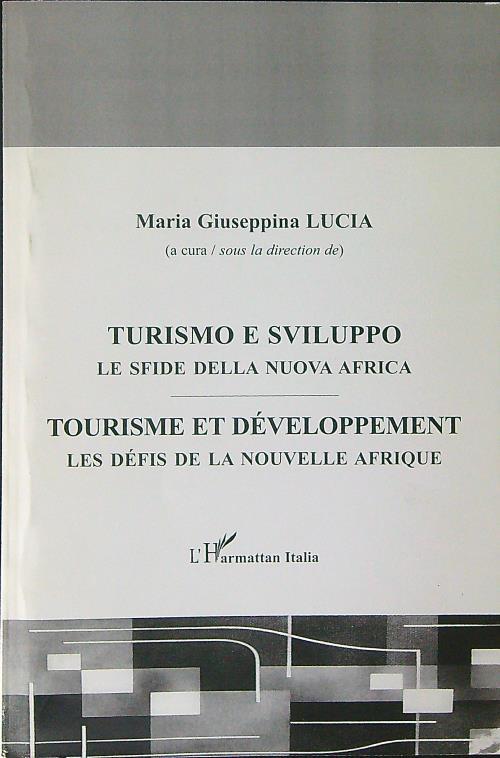 Maria Giuseppina LUCIA
(a cura / sous la direction de)
TURISMO E SVILUPPO
LE SFIDE DELLA NUOVA AFRICA
TOURISME ET DÉVELOPPEMENT
LES DÉFIS DE LA NOUVELLE AFRIQUE
L'Harmattan Italia